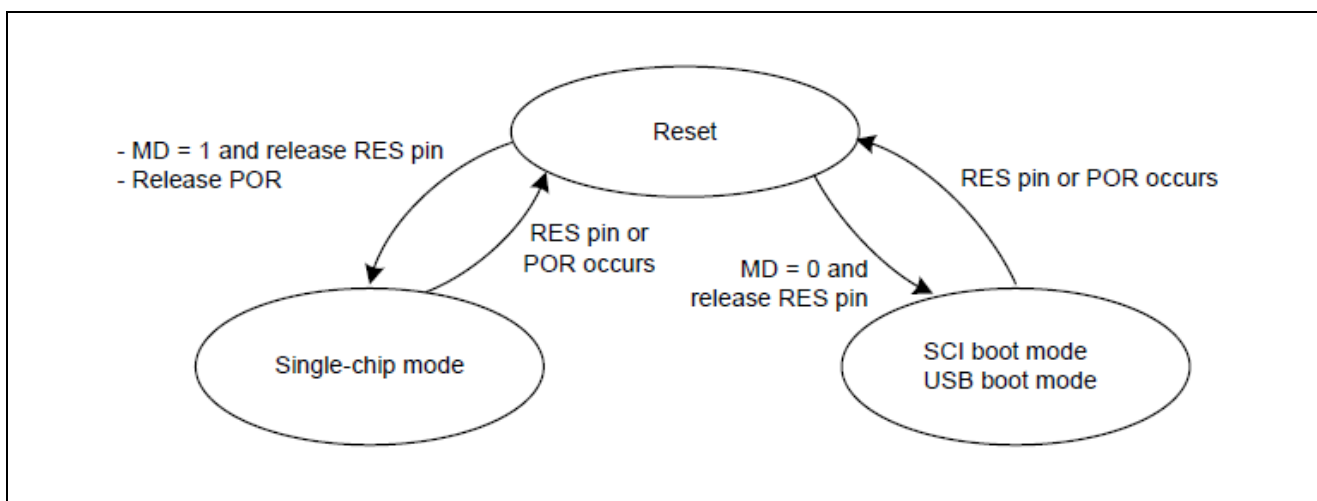 Reset
- MD = 1 and release RES pin
- Release POR
RES pin or POR occurs
RES pin or
POR occurs
MD = 0 and
release RES pin
Single-chip mode
SCI boot mode
USB boot mode